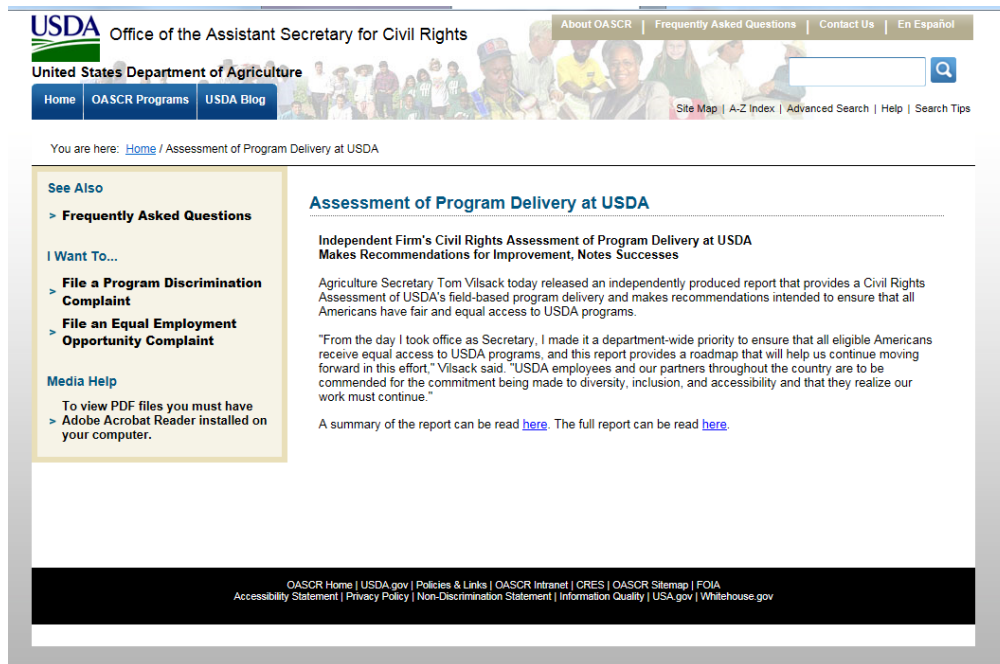 USDA
Office of the Assistant Secretary for Civil Rights
About OASCR | Frequently Asked Questions | Contact Us | En Español
United States Department of Agriculture
Home OASCR Programs USDA Blog
Site Map | A-Z Index | Advanced Search | Help | Search Tips
You are here: Home / Assessment of Program Delivery at USDA
See Also
> Frequently Asked Questions
I Want To...
> File a Program Discrimination
Complaint
> File an Equal Employment
Opportunity Complaint
Media Help
To view PDF files you must have
> Adobe Acrobat Reader installed on
your computer.
Assessment of Program Delivery at USDA
Independent Firm's Civil Rights Assessment of Program Delivery at USDA
Makes Recommendations for Improvement, Notes Successes
Agriculture Secretary Tom Vilsack today released an independently produced report that provides a Civil Rights
Assessment of USDA's field-based program delivery and makes recommendations intended to ensure that all
Americans have fair and equal access to USDA programs.
"From the day I took office as Secretary, I made it a department-wide priority to ensure that all eligible Americans
receive equal access to USDA programs, and this report provides a roadmap that will help us continue moving
forward in this effort," Vilsack said. "USDA employees and our partners throughout the country are to be
commended for the commitment being made to diversity, inclusion, and accessibility and that they realize our
work must continue."
A summary of the report can be read here. The full report can be read here.
OASCR Home | USDA.gov | Policies & Links | OASCR Intranet | CRES | OASCR Sitemap | FOIA
Accessibility Statement | Privacy Policy | Non-Discrimination Statement | Information Quality | USA.gov | Whitehouse.gov